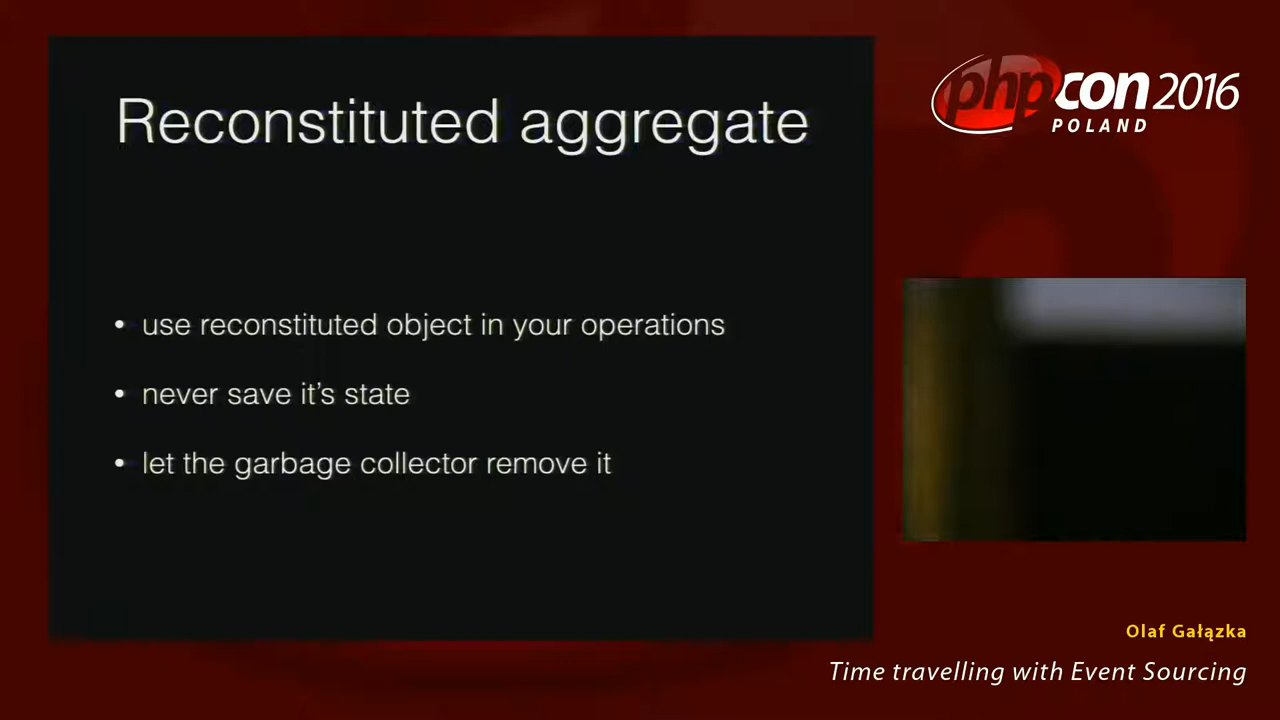 Reconstituted aggregate
• use reconstituted object in your operations
• never save it’s state
• let the garbage collector remove it
phpcon 2016
POLAND
Olaf Gałązka
Time travelling with Event Sourcing